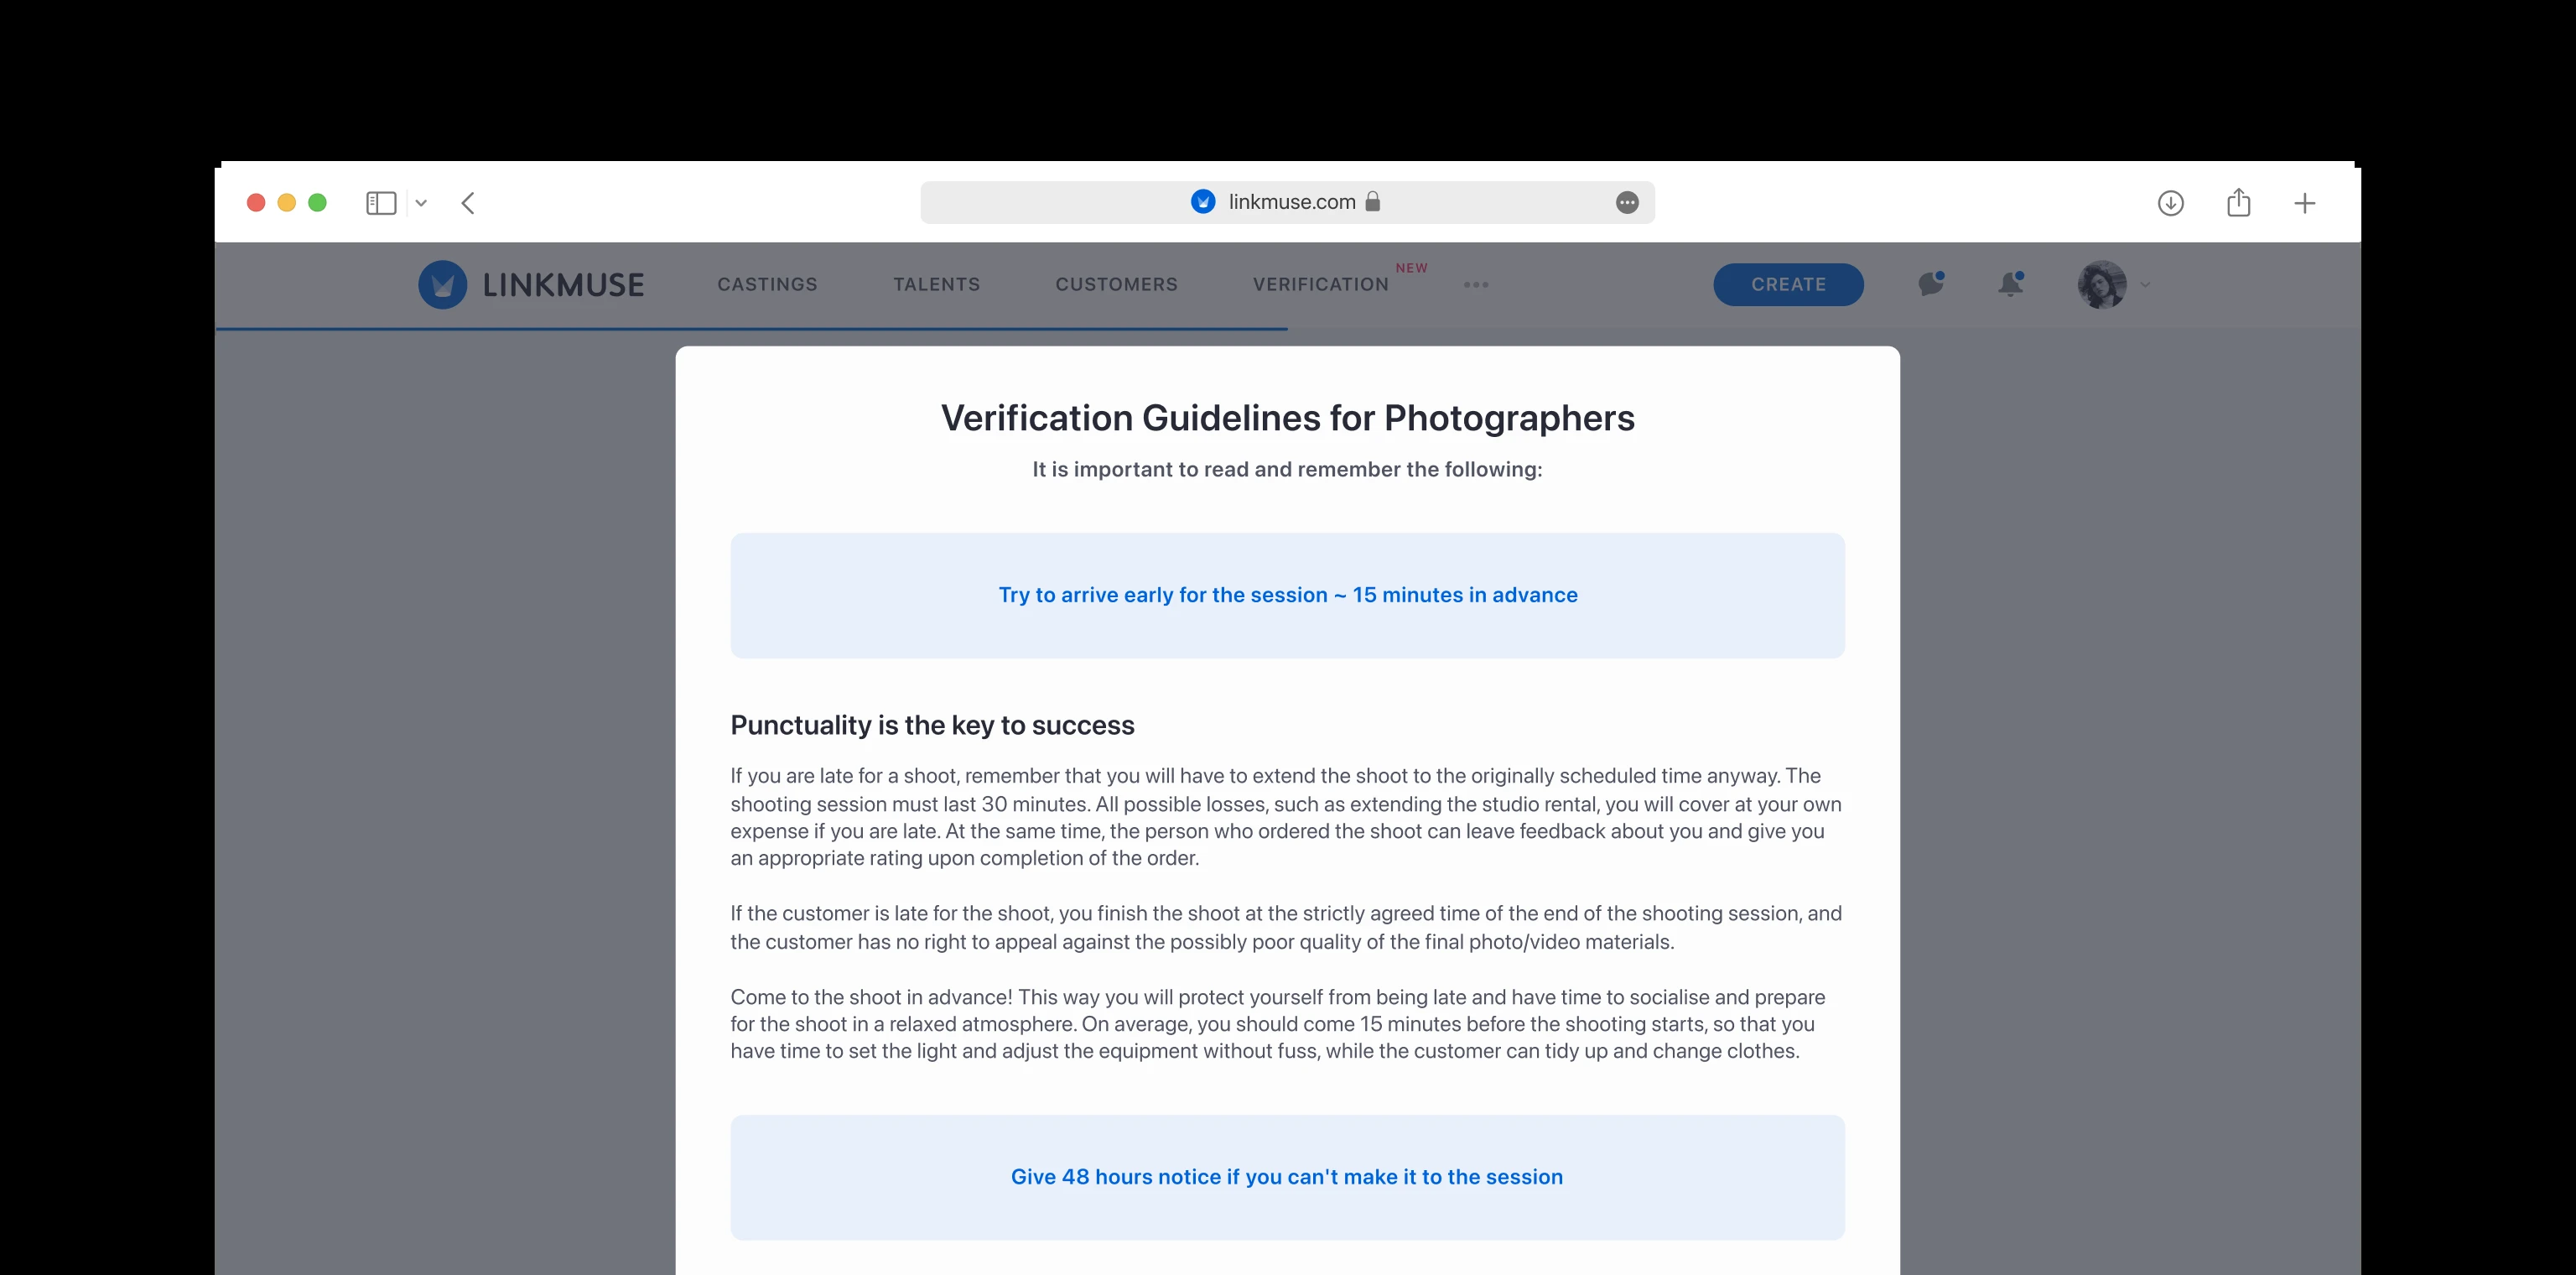 linkmuse.com
LINKMUSE
CASTINGS
TALENTS
CUSTOMERS
VERIFICATION
NEW
CREATE
Verification Guidelines for Photographers
It is important to read and remember the following:
Try to arrive early for the session ~ 15 minutes in advance
Punctuality is the key to success
If you are late for a shoot, remember that you will have to extend the shoot to the originally scheduled time anyway. The
shooting session must last 30 minutes. All possible losses, such as extending the studio rental, you will cover at your own
expense if you are late. At the same time, the person who ordered the shoot can leave feedback about you and give you
an appropriate rating upon completion of the order.
If the customer is late for the shoot, you finish the shoot at the strictly agreed time of the end of the shooting session, and
the customer has no right to appeal against the possibly poor quality of the final photo/video materials.
Come to the shoot in advance! This way you will protect yourself from being late and have time to socialise and prepare
for the shoot in a relaxed atmosphere. On average, you should come 15 minutes before the shooting starts, so that you
have time to set the light and adjust the equipment without fuss, while the customer can tidy up and change clothes.
Give 48 hours notice if you can't make it to the session